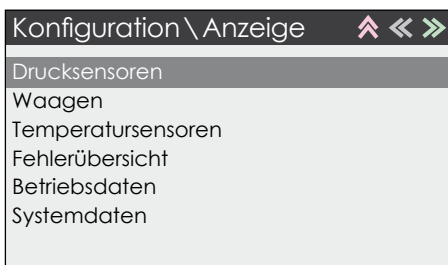 Konfiguration \ Anzeige
Drucksensoren
Waagen
Temperatursensoren
Fehlerübersicht
Betriebsdaten
Systemdaten